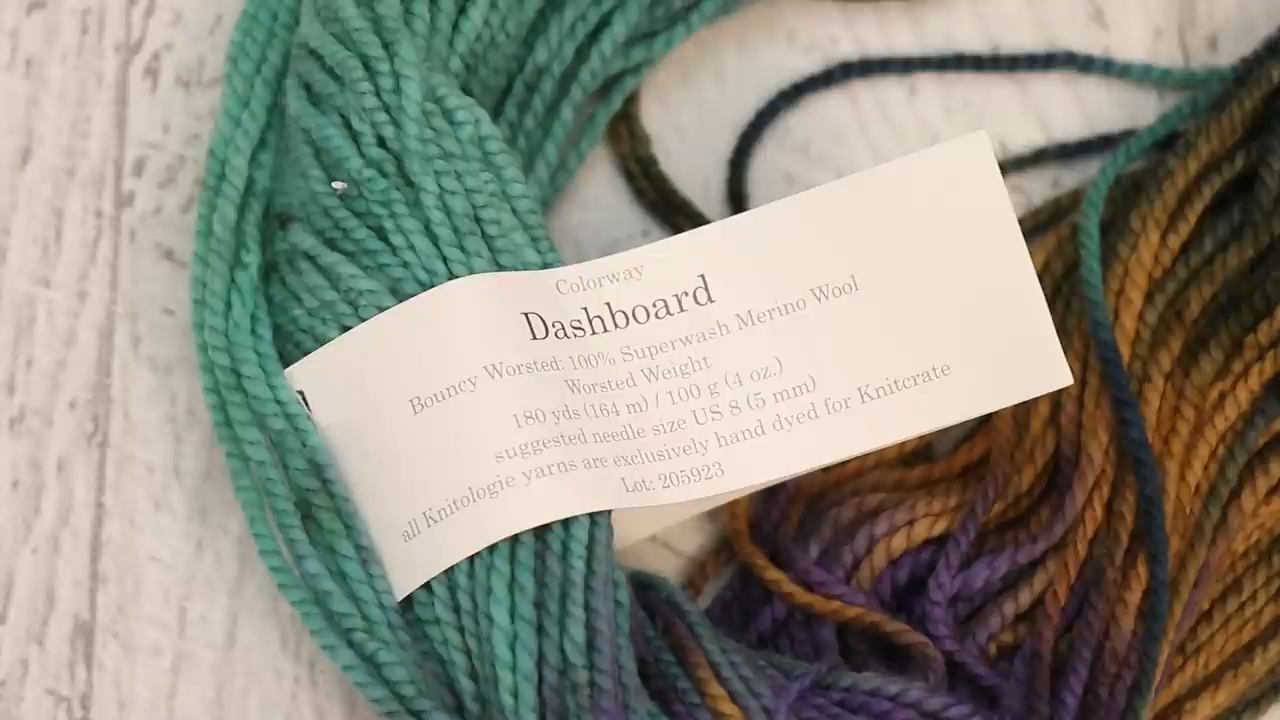 Colorway
Dashboard
Bouncy Worsted: 100% Superwash Merino Wool
Worsted Weight
180 yds (164 m) / 100 g (4 oz.)
suggested needle size US 8 (5 mm)
all Knitologie yarns are exclusively hand dyed for Knitcrate
Lot: 205923